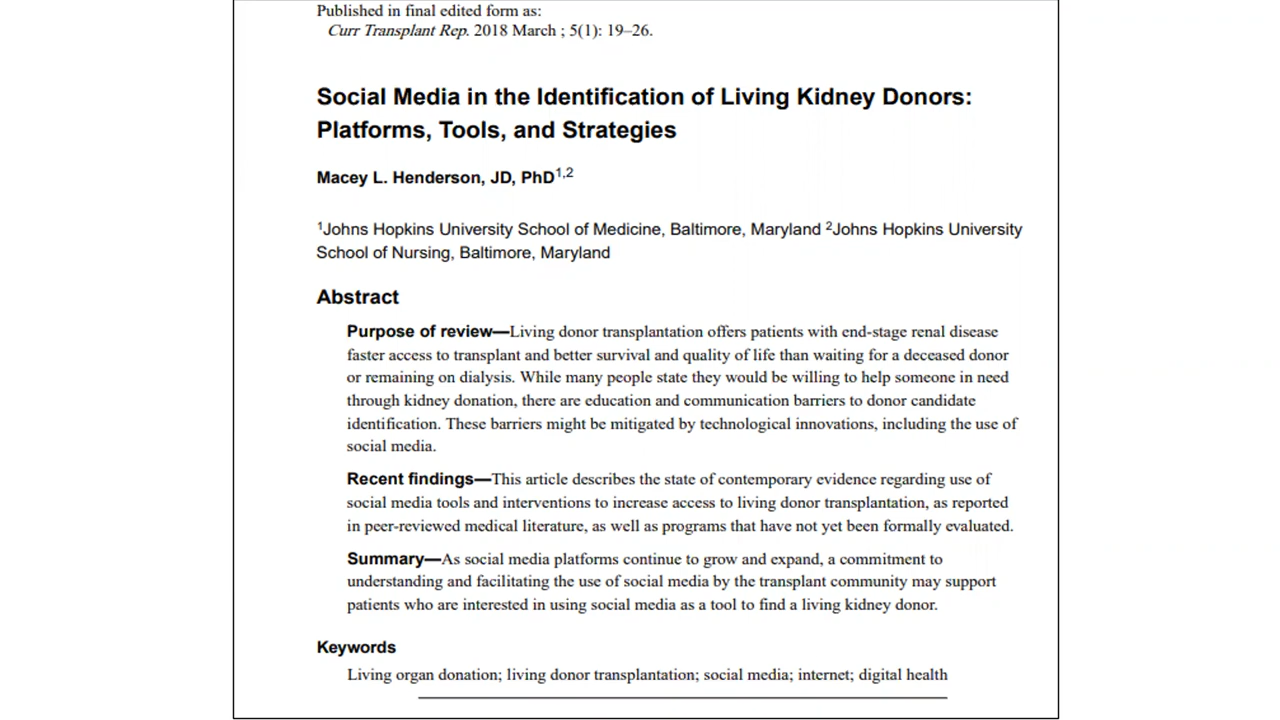 Published in final edited form as:
Curr Transplant Rep. 2018 March ; 5(1): 19–26.
Social Media in the Identification of Living Kidney Donors:
Platforms, Tools, and Strategies
Macey L. Henderson, JD, PhD1,2
1Johns Hopkins University School of Medicine, Baltimore, Maryland 2Johns Hopkins University
School of Nursing, Baltimore, Maryland
Abstract
Purpose of review—Living donor transplantation offers patients with end-stage renal disease
faster access to transplant and better survival and quality of life than waiting for a deceased donor
or remaining on dialysis. While many people state they would be willing to help someone in need
through kidney donation, there are education and communication barriers to donor candidate
identification. These barriers might be mitigated by technological innovations, including the use of
social media.
Recent findings—This article describes the state of contemporary evidence regarding use of
social media tools and interventions to increase access to living donor transplantation, as reported
in peer-reviewed medical literature, as well as programs that have not yet been formally evaluated.
Summary—As social media platforms continue to grow and expand, a commitment to
understanding and facilitating the use of social media by the transplant community may support
patients who are interested in using social media as a tool to find a living kidney donor.
Keywords
Living organ donation; living donor transplantation; social media; internet; digital health